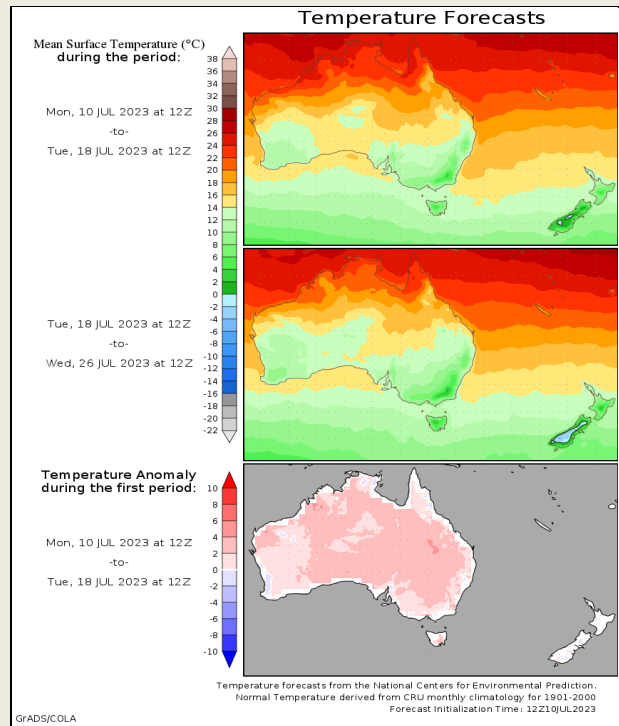 Temperature Forecasts
Mean Surface Temperature (°C)
during the period:
38
36
34
32
30
28
26
24
22
20
18
16
14
12
10
8
6
4
2
0
-2
-4
-6
-8
-10
-12
-14
-16
-18
-20
-22
Mon, 10 JUL 2023 at 12Z
-to-
Tue, 18 JUL 2023 at 12Z
Tue, 18 JUL 2023 at 12Z
-to-
Wed, 26 JUL 2023 at 12Z
Temperature Anomaly
during the first period:
10
8
6
4
2
0
-2
-4
-6
-8
-10
Mon, 10 JUL 2023 at 12Z
-to-
Tue, 18 JUL 2023 at 12Z
Temperature forecasts from the National Centers for Environmental Prediction.
Normal Temperature derived from CRU monthly climatology for 1901-2000
Forecast Initialization Time: 12Z10JUL2023
GrADS/COLA